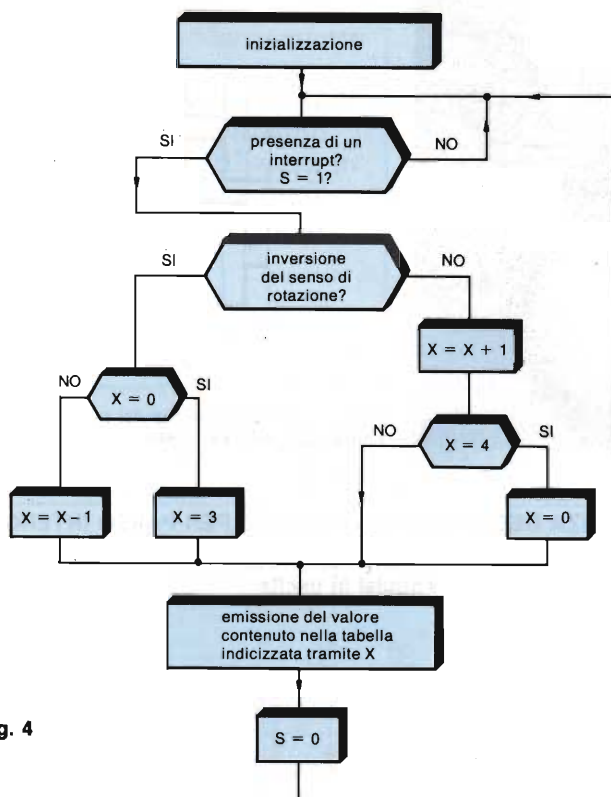 inizializzazione
SI
presenza di un
interrupt?
S = 1?
NO
SI
inversione
del senso di
rotazione?
NO
X = X + 1
NO
X = 0
SI
NO
X = 4
SI
X = X - 1
X = 3
X = 0
emissione del valore
contenuto nella tabella
indicizzata tramite X
g. 4
S = 0